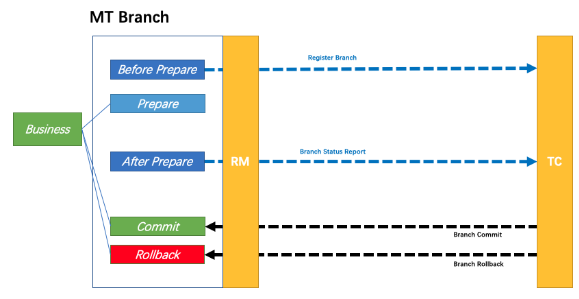 MT Branch
Before Prepare
Register Branch
Prepare
Business
After Prepare
RM
Branch Status Report
TC
Commit
Branch Commit
Rollback
Branch Rollback